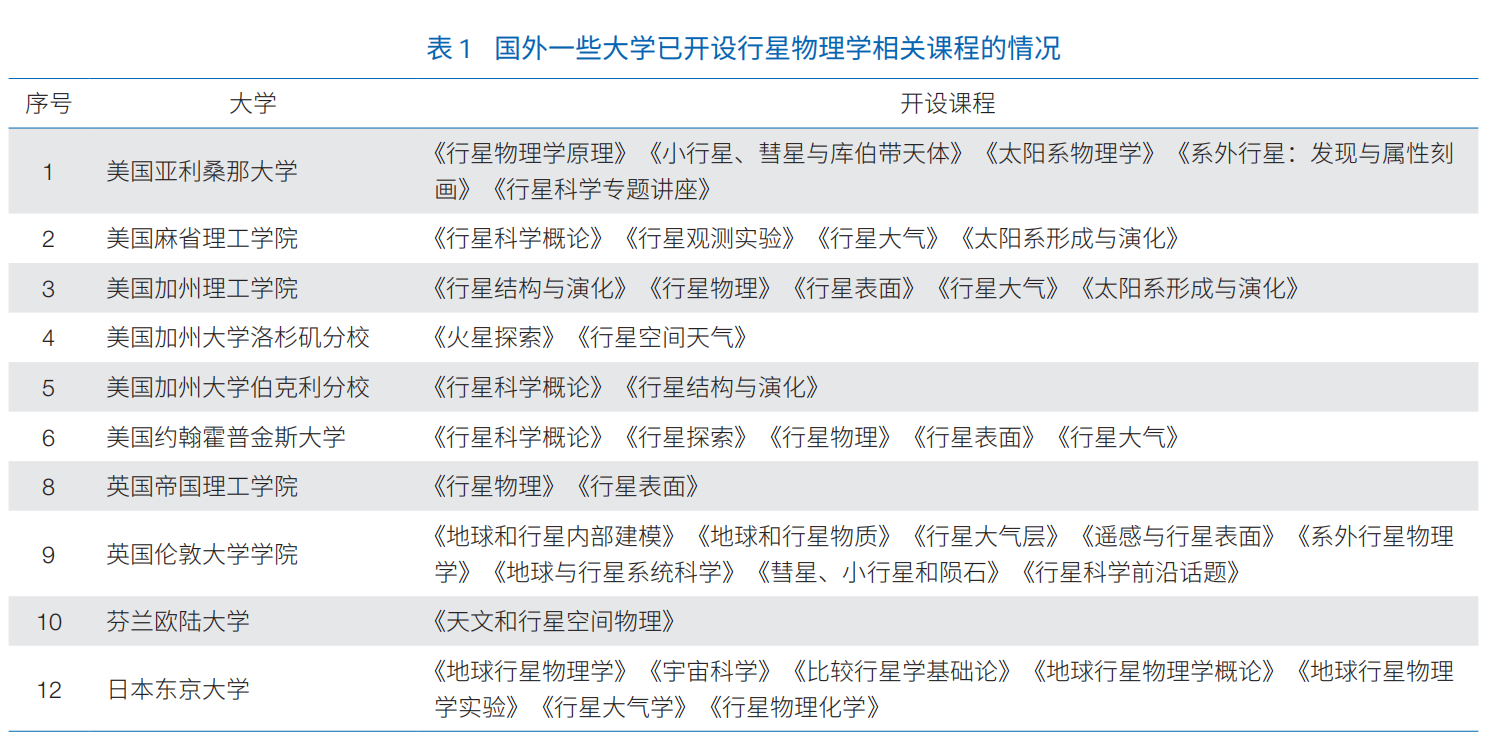 表 1 国外一些大学已开设行星物理学相关课程的情况
序号 大学 开设课程
1 美国亚利桑那大学 《行星物理学原理》《小行星、彗星与库伯带天体》《太阳系物理学》《系外行星：发现与属性刻
画》《行星科学专题讲座》
2 美国麻省理工学院 《行星科学概论》《行星观测实验》《行星大气》《太阳系形成与演化》
3 美国加州理工学院 《行星结构与演化》《行星物理》《行星表面》《行星大气》《太阳系形成与演化》
4 美国加州大学洛杉矶分校 《火星探索》《行星空间天气》
5 美国加州大学伯克利分校 《行星科学概论》《行星结构与演化》
6 美国约翰霍普金斯大学 《行星科学概论》《行星探索》《行星物理》《行星表面》《行星大气》
8 英国帝国理工学院 《行星物理》《行星表面》
9 英国伦敦大学学院 《地球和行星内部建模》《地球和行星物质》《行星大气层》《遥感与行星表面》《系外行星物理
学》《地球与行星系统科学》《彗星、小行星和陨石》《行星科学前沿话题》
10 芬兰欧陆大学 《天文和行星空间物理》
12 日本东京大学 《地球行星物理学》《宇宙科学》《比较行星学基础论》《地球行星物理学概论》《地球行星物理
学实验》《行星大气学》《行星物理化学》